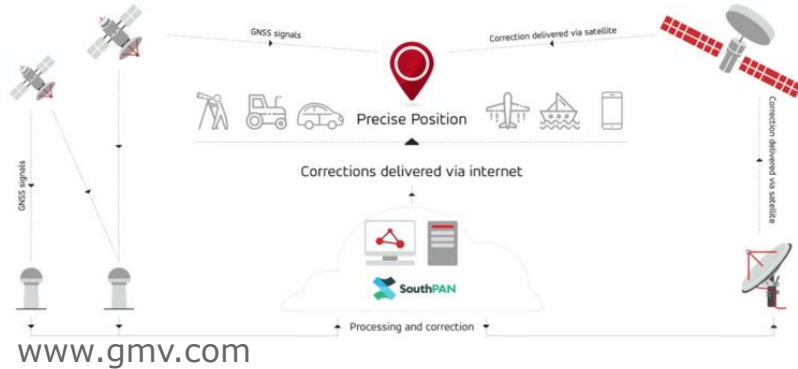 GNSS signals
Correction delivered via satellite
Precise Position
GNSS signals
Correction delivered via satellite
Corrections delivered via internet
SouthPAN
Processing and correction
www.gmv.com